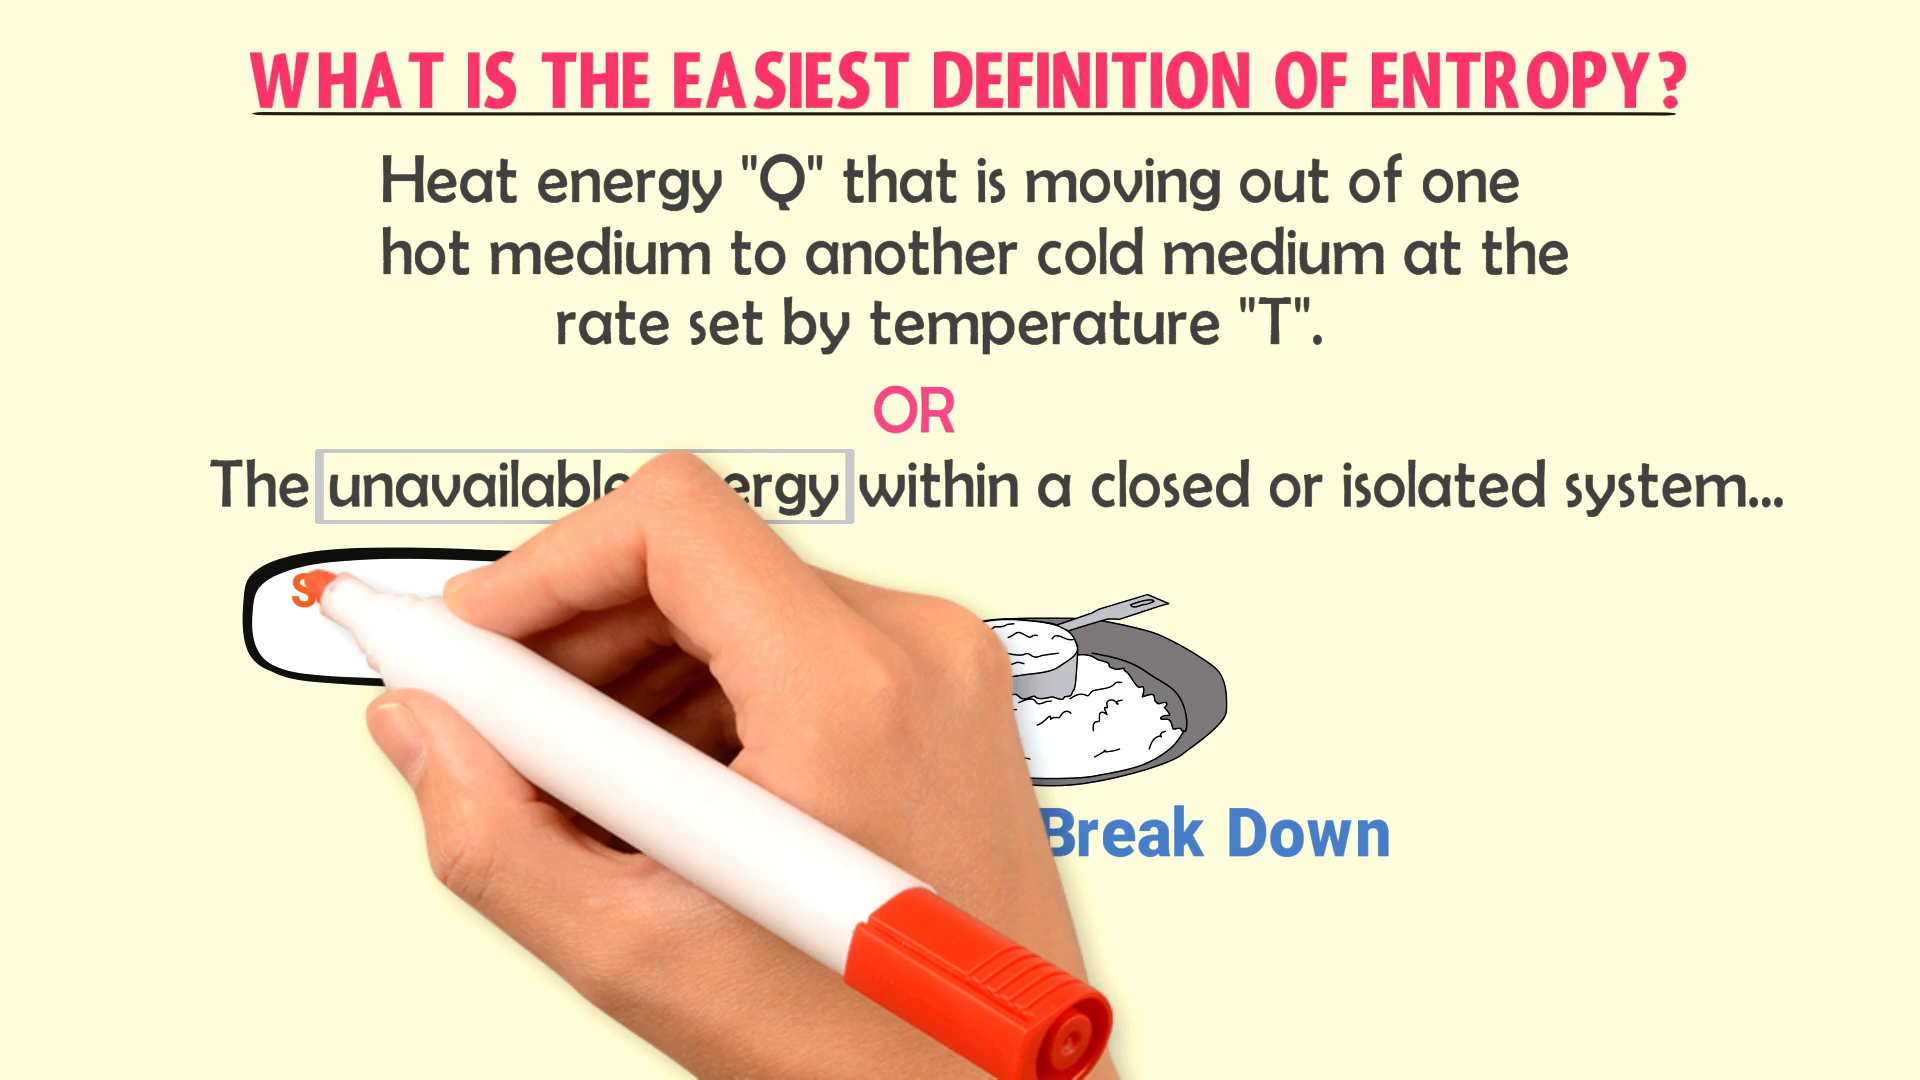 WHAT IS THE EASIEST DEFINITION OF ENTROPY?
Heat energy "Q" that is moving out of one
hot medium to another cold medium at the
rate set by temperature "T".
OR
The within a closed or isolated system...
Break Down